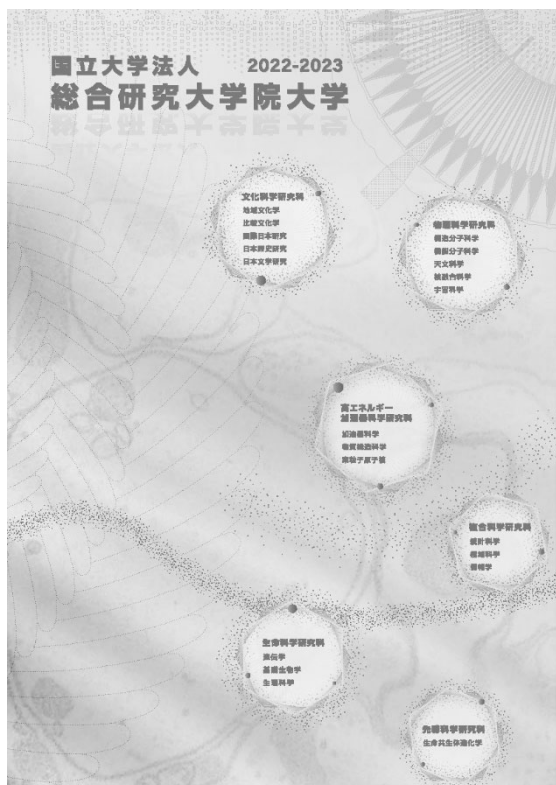 国立大学法人 2022-2023
総合研究大学院大学
文化科学研究科
地域文化学
比較文化学
国際日本研究
日本歴史研究
日本文学研究
物理科学研究科
構造分子科学
機能分子科学
天文科学
核融合科学
宇宙科学
高エネルギー
加速器科学研究科
加速器科学
物質構造科学
素粒子原子核
複合科学研究科
統計科学
極域科学
情報学
生命科学研究科
遺伝学
基礎生物学
生理科学
先導科学研究科
生命共生体進化学